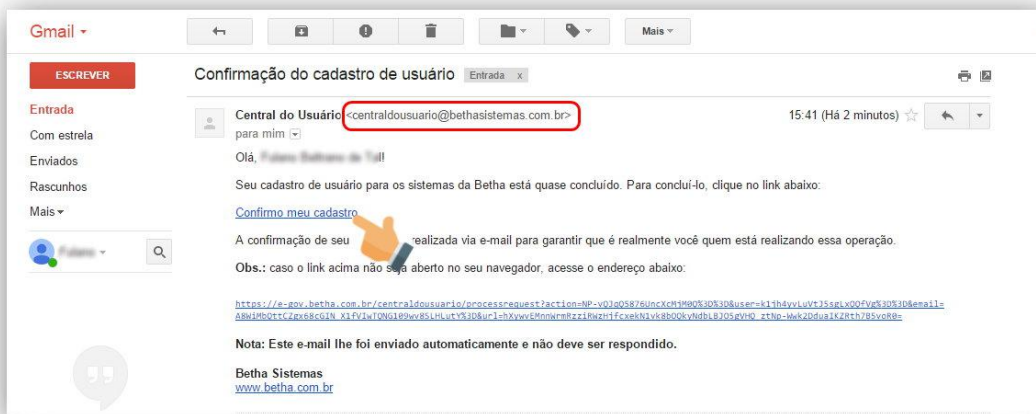 Gmail
Mais
ESCREVER
Confirmação do cadastro de usuário Entrada x
Entrada
Com estrela
Enviados
Rascunhos
Mais
Central do Usuário <centraldousuario@bethasistemas.com.br> 15:41 (Há 2 minutos)
para mim
Olá,
Seu cadastro de usuário para os sistemas da Betha está quase concluído. Para concluí-lo, clique no link abaixo:
Confirmo meu cadastro
A confirmação de seu realizada via e-mail para garantir que é realmente você quem está realizando essa operação.
Obs.: caso o link acima não seja aberto no seu navegador, acesse o endereço abaixo:
Nota: Este e-mail lhe foi enviado automaticamente e não deve ser respondido.
Betha Sistemas
www.betha.com.br